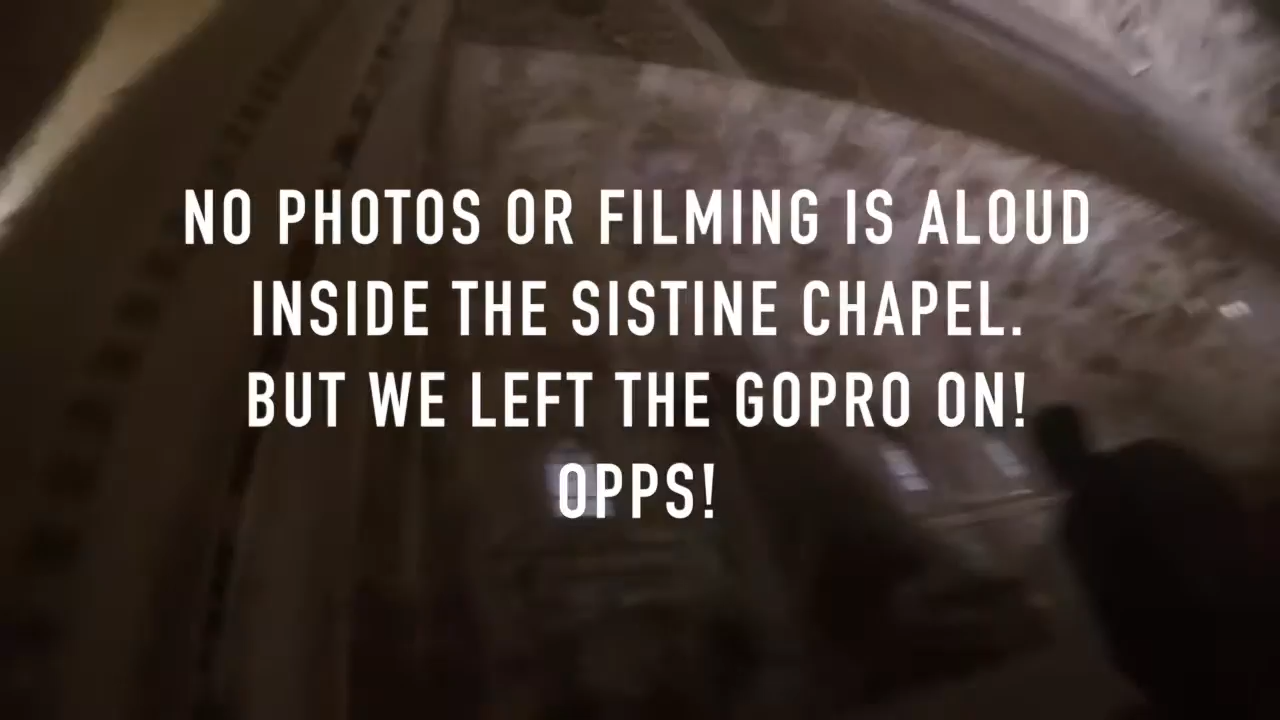 NO PHOTOS OR FILMING IS ALOUD
INSIDE THE SISTINE CHAPEL.
BUT WE LEFT THE GOPRO ON!
OPPS!